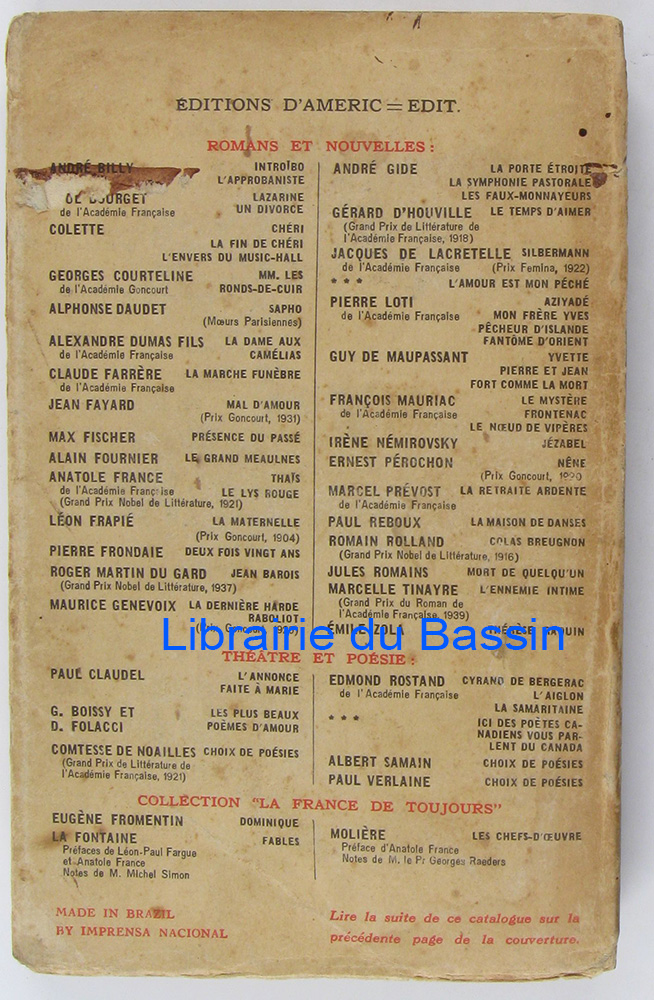 ÉDITIONS D'AMERIC = EDIT.
ROMANS ET NOUVELLES :
ANDRÉ BILLY INTROÏBO
L'APPROBANISTE
BOURGET LAZARINE
de l'Académie Française UN DIVORCE
COLETTE CHÉRI
LA FIN DE CHÉRI
L'ENVERS DU MUSIC-HALL
GEORGES COURTELINE MM. LES
de l'Académie Goncourt RONDS-DE-CUIR
ALPHONSE DAUDET SAPHO
(Mœurs Parisiennes)
ALEXANDRE DUMAS FILS LA DAME AUX
de l'Académie Française CAMÉLIAS
CLAUDE FARRÈRE LA MARCHE FUNÈBRE
de l'Académie Française
JEAN FAYARD MAL D'AMOUR
(Prix Goncourt, 1931)
MAX FISCHER PRÉSENCE DU PASSÉ
ALAIN FOURNIER LE GRAND MEAULNES
ANATOLE FRANCE THAÏS
de l'Académie Française LE LYS ROUGE
(Grand Prix Nobel de Littérature, 1921)
LÉON FRAPIÉ LA MATERNELLE
(Prix Goncourt, 1904)
PIERRE FRONDAIE DEUX FOIS VINGT ANS
ROGER MARTIN DU GARD JEAN BAROIS
(Grand Prix Nobel de Littérature, 1937)
MAURICE GENEVOIX LA DERNIÈRE HARDE
RABOLIOT
(Prix Goncourt, 1925)
ANDRÉ GIDE LA PORTE ÉTROITE
LA SYMPHONIE PASTORALE
LES FAUX-MONNAYEURS
GÉRARD D'HOUVILLE LE TEMPS D'AIMER
(Grand Prix de Littérature de
l'Académie Française, 1918)
JACQUES DE LACRETELLE SILBERMANN
de l'Académie Française (Prix Femina, 1922)
* * * L'AMOUR EST MON PÉCHÉ
PIERRE LOTI AZIYADÉ
de l'Académie Française MON FRÈRE YVES
PÊCHEUR D'ISLANDE
FANTÔME D'ORIENT
GUY DE MAUPASSANT YVETTE
PIERRE ET JEAN
FORT COMME LA MORT
FRANÇOIS MAURIAC LE MYSTÈRE
de l'Académie Française FRONTENAC
LE NŒUD DE VIPÈRES
IRÈNE NÉMIROVSKY JÉZABEL
ERNEST PÉROCHON NÊNE
(Prix Goncourt, 1920)
MARCEL PRÉVOST LA RETRAITE ARDENTE
de l'Académie Française
PAUL REBOUX LA MAISON DE DANSES
ROMAIN ROLLAND COLAS BREUGNON
(Grand Prix Nobel de Littérature, 1916)
JULES ROMAINS MORT DE QUELQU'UN
MARCELLE TINAYRE L'ENNEMIE INTIME
(Grand Prix du Roman de
l'Académie Française, 1939)
ÉMILE ZOLA THÉRÈSE RAQUIN
Librairie du Bassin
THÉÂTRE ET POÉSIE :
PAUL CLAUDEL L'ANNONCE
FAITE À MARIE
G. BOISSY ET LES PLUS BEAUX
D. FOLACCI POÈMES D'AMOUR
COMTESSE DE NOAILLES CHOIX DE POÉSIES
(Grand Prix de Littérature de
l'Académie Française, 1921)
EDMOND ROSTAND CYRANO DE BERGERAC
de l'Académie Française L'AIGLON
LA SAMARITAINE
* * * ICI DES POÈTES CA-
NADIENS VOUS PAR-
LENT DU CANADA
ALBERT SAMAIN CHOIX DE POÉSIES
PAUL VERLAINE CHOIX DE POÉSIES
COLLECTION "LA FRANCE DE TOUJOURS"
EUGÈNE FROMENTIN DOMINIQUE
LA FONTAINE FABLES
Préfaces de Léon-Paul Fargue
et Anatole France
Notes de M. Michel Simon
MOLIÈRE LES CHEFS-D'ŒUVRE
Préface d'Anatole France
Notes de M. le Pr Georges Raeders
MADE IN BRAZIL
BY IMPRENSA NACIONAL
Lire la suite de ce catalogue sur la
précédente page de la couverture.